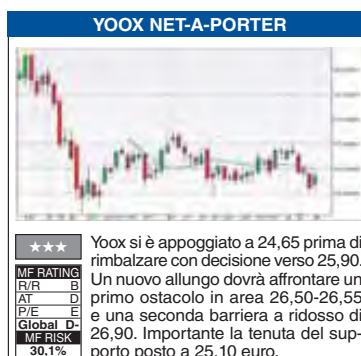 YOOX NET-A-PORTER
★★★
MF RATING
R/R B
AT D
P/E E
Global D-
MF RISK
30,1%
Yoox si è appoggiato a 24,65 prima di
rimbalzare con decisione verso 25,90.
Un nuovo allungo dovrà affrontare un
primo ostacolo in area 26,50-26,55
e una seconda barriera a ridosso di
26,90. Importante la tenuta del sup-
porto posto a 25,10 euro.